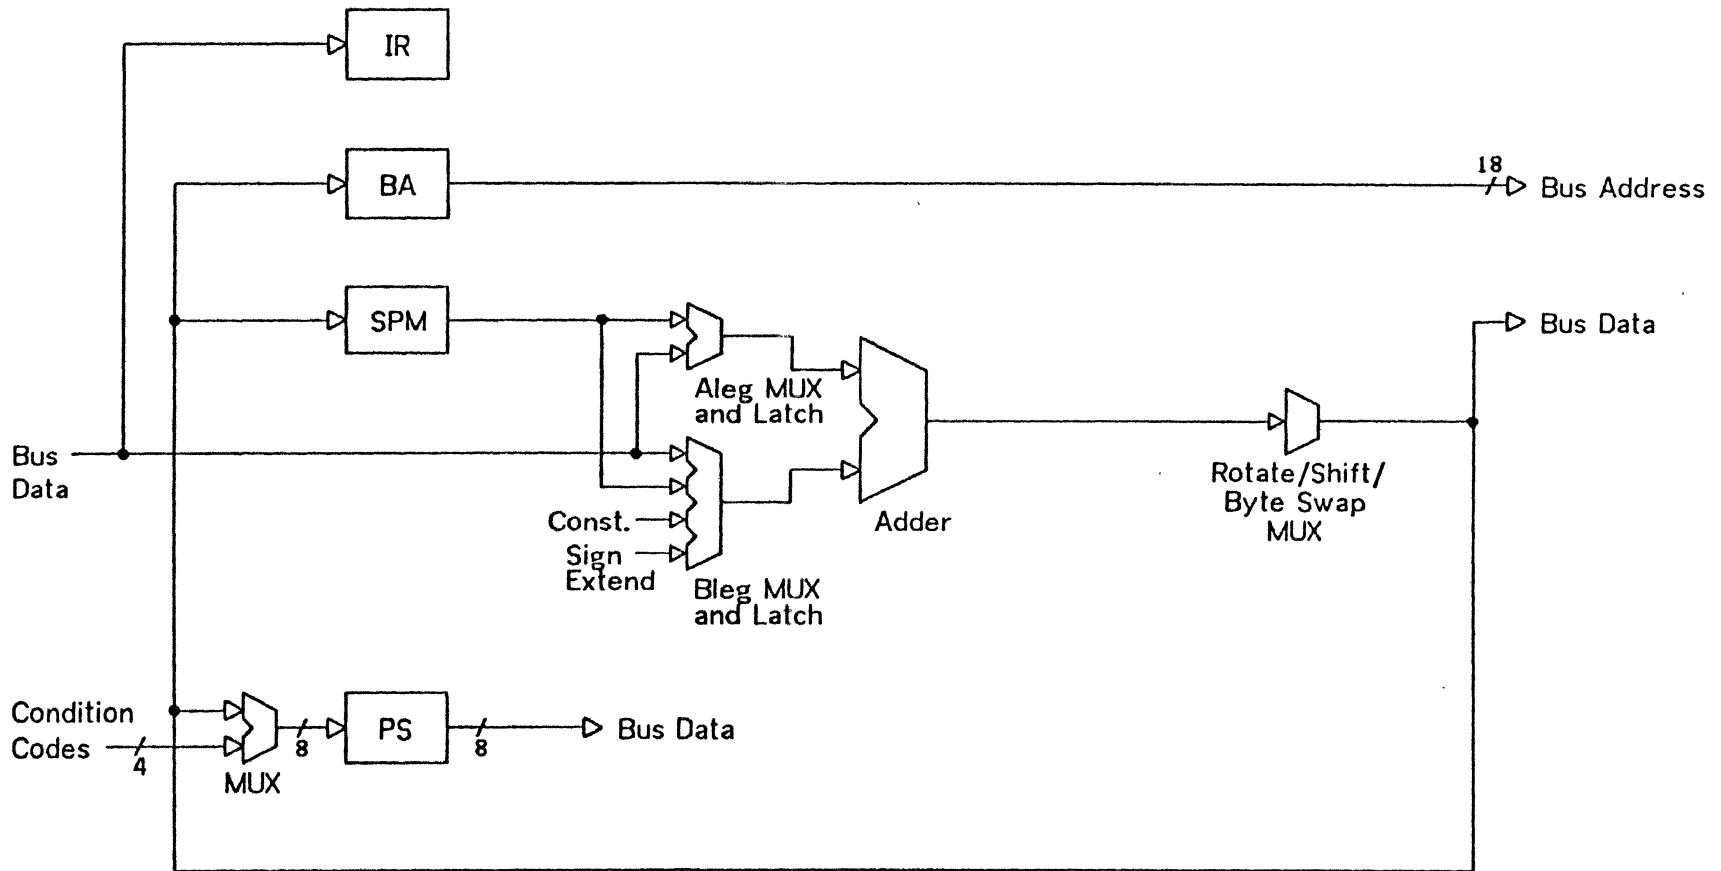 IR
BA
18
Bus Address
SPM
Bus Data
Aleg MUX
and Latch
Bus
Data
Const.
Sign
Extend
Bleg MUX
and Latch
Adder
Rotate/Shift/
Byte Swap
MUX
Condition
Codes
4
MUX
8
PS
8
Bus Data